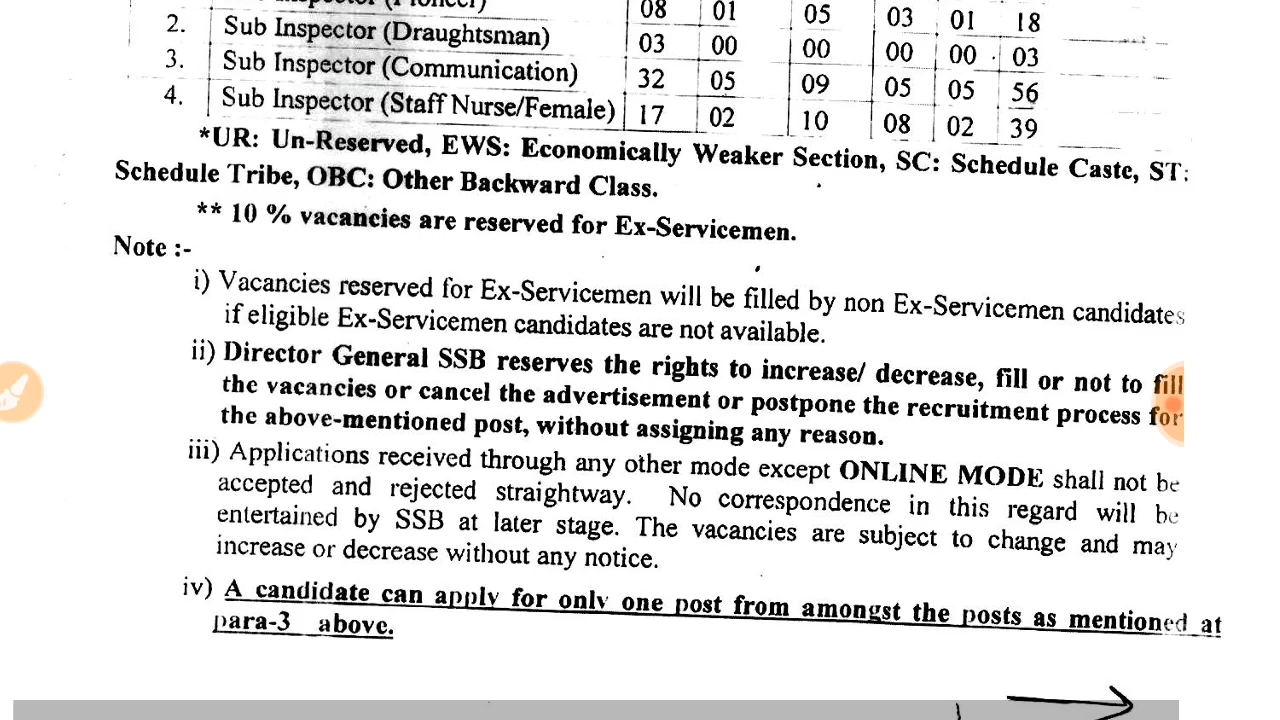 08 01 05 03 01 18
2. Sub Inspector (Draughtsman) 03 00 00 00 00 03
3. Sub Inspector (Communication) 32 05 09 05 05 56
4. Sub Inspector (Staff Nurse/Female) 17 02 10 08 02 39
*UR: Un-Reserved, EWS: Economically Weaker Section, SC: Schedule Caste, ST:
Schedule Tribe, OBC: Other Backward Class.
** 10 % vacancies are reserved for Ex-Servicemen.
Note :-
i) Vacancies reserved for Ex-Servicemen will be filled by non Ex-Servicemen candidates
if eligible Ex-Servicemen candidates are not available.
ii) Director General SSB reserves the rights to increase/ decrease, fill or not to fill
the vacancies or cancel the advertisement or postpone the recruitment process for
the above-mentioned post, without assigning any reason.
iii) Applications received through any other mode except ONLINE MODE shall not be
accepted and rejected straightway. No correspondence in this regard will be
entertained by SSB at later stage. The vacancies are subject to change and may
increase or decrease without any notice.
iv) A candidate can apply for only one post from amongst the posts as mentioned at
para-3 above.